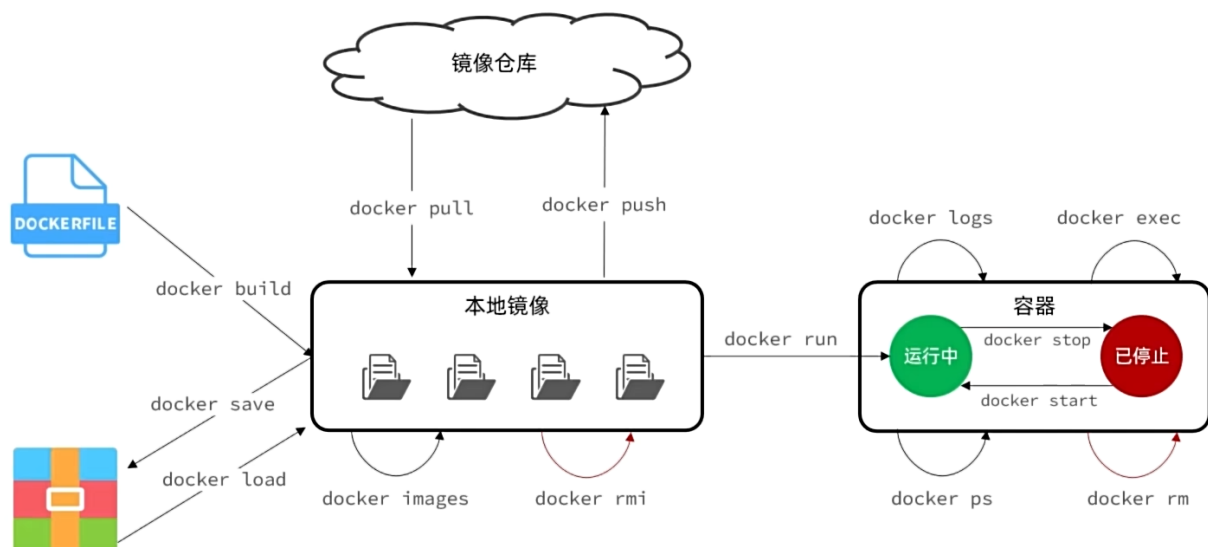 镜像仓库
docker pull
docker push
DOCKERFILE
docker build
docker save
docker load
本地镜像
docker images
docker rmi
docker run
docker logs
docker exec
容器
运行中
docker stop
已停止
docker start
docker ps
docker rm